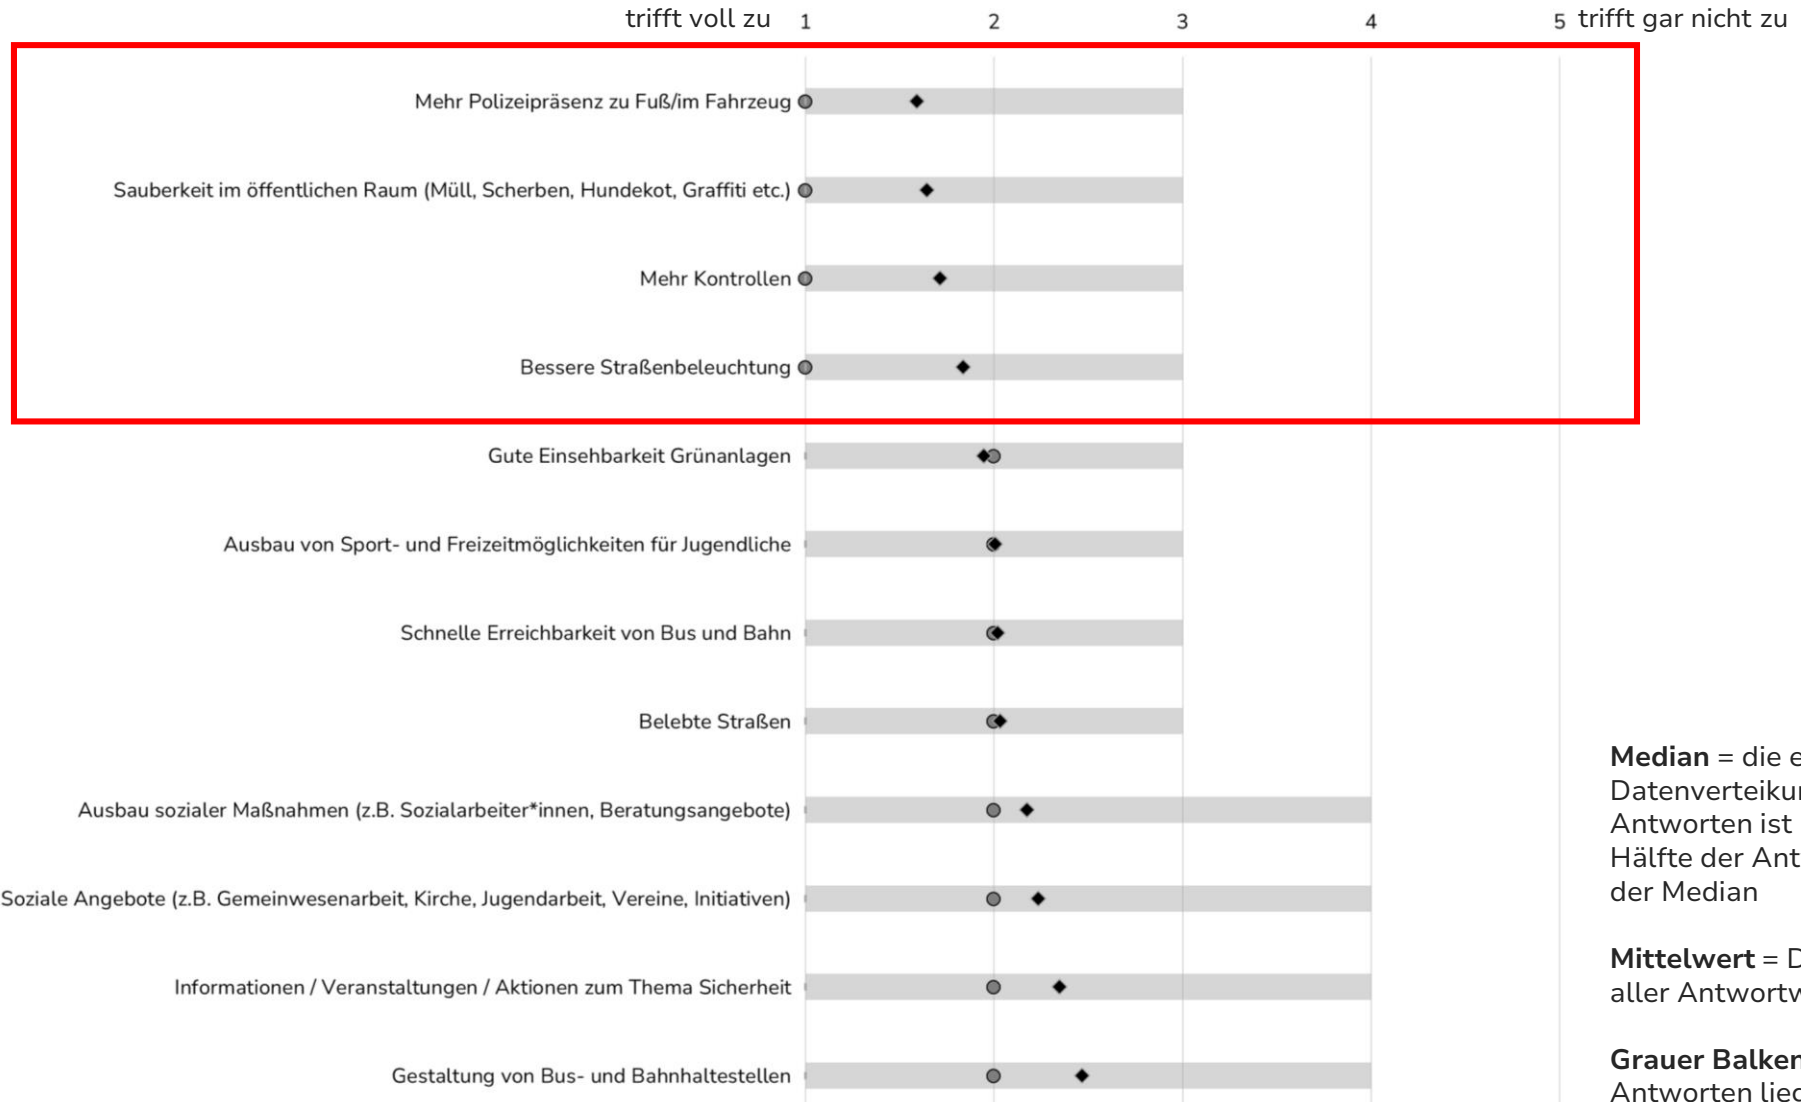 trifft voll zu 1 2 3 4 5 trifft gar nicht zu
Mehr Polizeipräsenz zu Fuß/im Fahrzeug
Sauberkeit im öffentlichen Raum (Müll, Scherben, Hundekot, Graffiti etc.)
Mehr Kontrollen
Bessere Straßenbeleuchtung
Gute Einsehbarkeit Grünanlagen
Ausbau von Sport- und Freizeitmöglichkeiten für Jugendliche
Schnelle Erreichbarkeit von Bus und Bahn
Belebte Straßen
Ausbau sozialer Maßnahmen (z.B. Sozialarbeiter*innen, Beratungsangebote)
Soziale Angebote (z.B. Gemeinwesenarbeit, Kirche, Jugendarbeit, Vereine, Initiativen)
Informationen / Veranstaltungen / Aktionen zum Thema Sicherheit
Gestaltung von Bus- und Bahnhaltestellen
Median = die
Antworten ist
Hälfte der
der Median
Mittelwert =
aller
Grauer Balken
Antworten